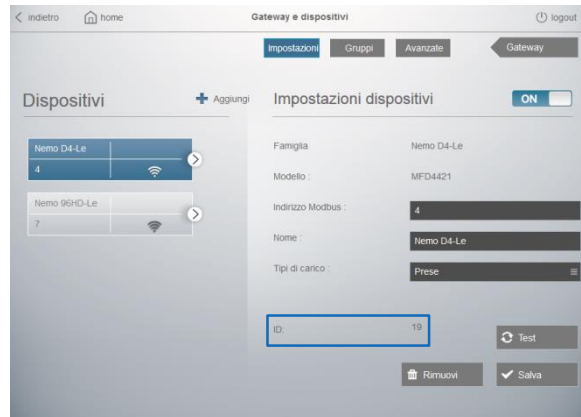 indietro home Gateway e dispositivi logout
Impostazioni Gruppi Avanzate Gateway
Dispositivi Aggiungi
Impostazioni dispositivi ON
Nemo D4-Le
4
Nemo 96HD-Le
7
Famiglia Nemo D4-Le
Modello : MFD4421
Indirizzo Modbus : 4
Nome : Nemo D4-Le
Tipi di carico : Prese
ID: 19
Test
Rimuovi Salva